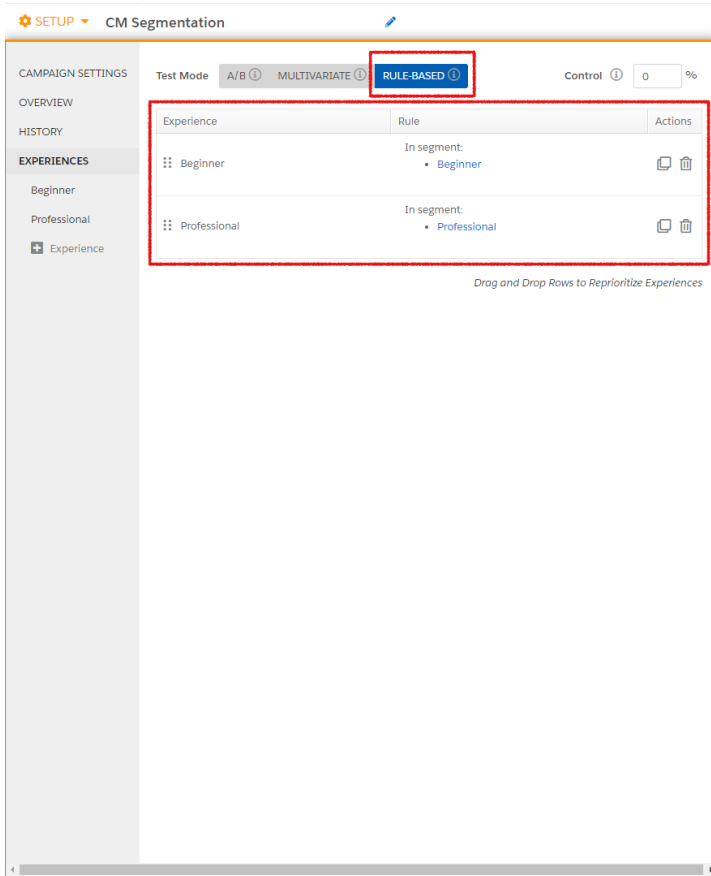 SETUP CM Segmentation
CAMPAIGN SETTINGS
OVERVIEW
HISTORY
EXPERIENCES
Beginner
Professional
Experience
Test Mode A/B MULTIVARIATE RULE-BASED Control 0 %
Experience Rule Actions
Beginner
In segment:
• Beginner
Professional
In segment:
• Professional
Drag and Drop Rows to Reprioritize Experiences